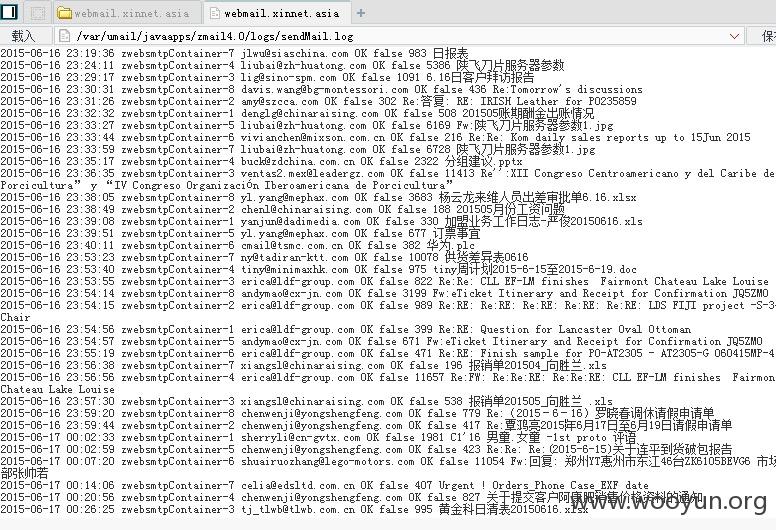 webmail.xinnet.asia
webmail.xinnet.asia
载入 /var/umail/javaapps/zmail4.0/logs/sendMail.log 保
2015-06-16 23:19:36 zwebsmtpContainer-7 jlwu@siaschina.com OK false 983 日报表
2015-06-16 23:24:11 zwebsmtpContainer-4 liubai@zh-huatong.com OK false 5386 陕飞刀片服务器参数
2015-06-16 23:29:17 zwebsmtpContainer-3 lig@sino-spm.com OK false 1091 6.16日客户拜访报告
2015-06-16 23:30:31 zwebsmtpContainer-8 davis.wang@bg-montessori.com OK false 436 Re:Tomorrow's discussions
2015-06-16 23:31:26 zwebsmtpContainer-2 amy@szcca.com OK false 302 Re:答复: RE: IRISH Leather for PO235859
2015-06-16 23:32:32 zwebsmtpContainer-1 denglc@chinaraising.com OK false 508 201505账期酬金出账情况
2015-06-16 23:33:27 zwebsmtpContainer-5 liubai@zh-huatong.com OK false 6169 Fw:陕飞刀片服务器参数1.jpg
2015-06-16 23:33:44 zwebsmtpContainer-6 vivianchen@mixson.com.cn OK false 216 Re:Re: Kom daily sales reports up to 15Jun 2015
2015-06-16 23:33:59 zwebsmtpContainer-7 liubai@zh-huatong.com OK false 6728 陕飞刀片服务器参数1.jpg
2015-06-16 23:35:17 zwebsmtpContainer-4 buck@zdchina.com.cn OK false 2322 分组建议.pptx
2015-06-16 23:36:35 zwebsmtpContainer-3 ventas2.mex@leadergz.com OK false 11413 Re'':XII Congreso Centroamericano y del Caribe de
Porcicultura” y “IV Congreso Organización Iberoamericana de Porcicultura”
2015-06-16 23:38:05 zwebsmtpContainer-8 yl.yang@mephax.com OK false 3683 杨云龙来维人员出差审批单6.16.xlsx
2015-06-16 23:38:49 zwebsmtpContainer-2 chenl@chinaraising.com OK false 188 201505月份工资问题
2015-06-16 23:39:08 zwebsmtpContainer-1 yanjun@dadimedia.com OK false 330 加盟业务工作日志-严俊20150616.xls
2015-06-16 23:39:51 zwebsmtpContainer-5 yl.yang@mephax.com OK false 677 订票事宜
2015-06-16 23:40:11 zwebsmtpContainer-6 cmail@tsmc.com.cn OK false 382 华为.plc
2015-06-16 23:53:23 zwebsmtpContainer-7 ny@tadiran-ktt.com OK false 10078 供货差异表0616
2015-06-16 23:53:40 zwebsmtpContainer-4 tiny@minimaxhk.com OK false 975 tiny周计划2015-6-15至2015-6-19.doc
2015-06-16 23:53:55 zwebsmtpContainer-3 erica@ldf-group.com OK false 822 Re:Re: CLL EF-LM finishes  Fairmont Chateau Lake Louise
2015-06-16 23:54:14 zwebsmtpContainer-8 andymao@cx-jn.com OK false 3199 Fw:eTicket Itinerary and Receipt for Confirmation JQ5ZMO
2015-06-16 23:54:15 zwebsmtpContainer-2 erica@ldf-group.com OK false 989 RE:RE: RE:RE: RE:RE: RE:RE: RE:RE: LDS FIJI project -S-3-
Chair
2015-06-16 23:54:56 zwebsmtpContainer-1 erica@ldf-group.com OK false 399 Re:RE: Question for Lancaster Oval Ottoman
2015-06-16 23:54:57 zwebsmtpContainer-5 andymao@cx-jn.com OK false 671 Fw:eTicket Itinerary and Receipt for Confirmation JQ5ZMO
2015-06-16 23:55:19 zwebsmtpContainer-6 erica@ldf-group.com OK false 471 Re:RE: Finish sample for PO-AT2305 - AT2305-G 060415MP-4
2015-06-16 23:56:38 zwebsmtpContainer-7 xiangsl@chinaraising.com OK false 196 报销单201504_向胜兰.xls
2015-06-16 23:56:56 zwebsmtpContainer-4 erica@ldf-group.com OK false 11657 Re:FW: Re:RE: RE: Re:RE:RE: CLL EF-LM finishes  Fairmon
Chateau Lake Louise
2015-06-16 23:57:30 zwebsmtpContainer-3 xiangsl@chinaraising.com OK false 538 报销单201505_向胜兰 .xls
2015-06-16 23:59:20 zwebsmtpContainer-8 chenwenji@yongshengfeng.com OK false 779 Re:（2015-6-16）罗晓春调休请假申请单
2015-06-16 23:59:44 zwebsmtpContainer-2 chenwenji@yongshengfeng.com OK false 417 Re:覃鹀亮2015年6月17日至6月19日请假申请单
2015-06-17 00:02:33 zwebsmtpContainer-1 sherryli@cn-gvtx.com OK false 1981 C1'16 男童.女童 -1st proto 评语
2015-06-17 00:02:59 zwebsmtpContainer-5 chenwenji@yongshengfeng.com OK false 423 Re:Re: Re:(2015-6-15)关于连平到货破包报告
2015-06-17 00:07:20 zwebsmtpContainer-6 shuairuozhang@lego-motors.com OK false 11054 Fw:回复: 郑州YT惠州市东江46台ZK6105BEVG6 市场
部张帅若
2015-06-17 00:14:06 zwebsmtpContainer-7 celia@edsltd.com.cn OK false 407 Urgent ! Orders_Phone Case_EXF date
2015-06-17 00:20:56 zwebsmtpContainer-4 chenwenji@yongshengfeng.com OK false 827 关于提交客户阿康肥销售价格资料的通知
2015-06-17 00:26:25 zwebsmtpContainer-3 tj_tlwb@tlwb.com.cn OK false 995 黄金科日清表20150616.xlsx
www.wooyun.org